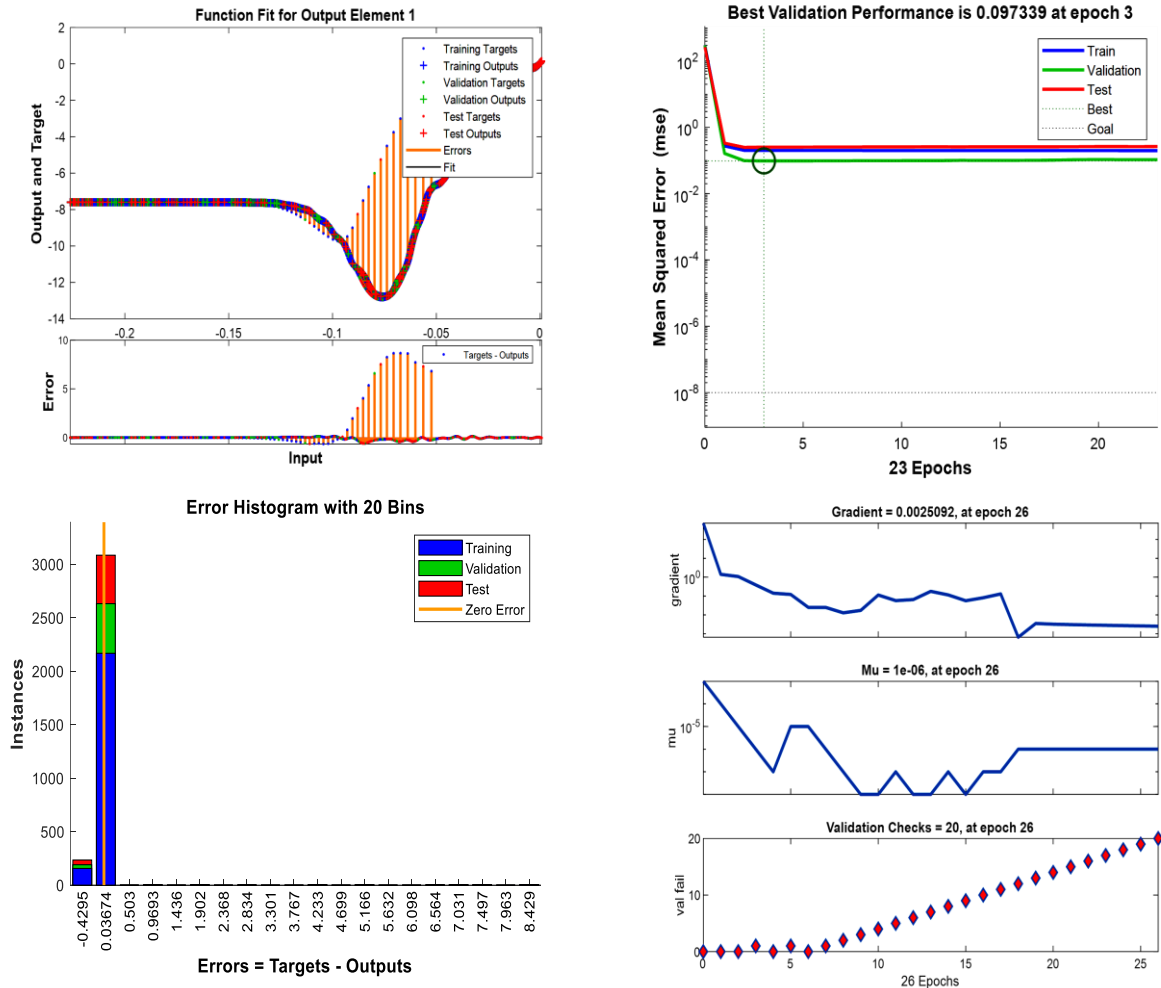 Function Fit for Output Element 1
Output and Target
2
0
-2
-4
-6
-8
-10
-12
-14
Training Targets
Training Outputs
Validation Targets
Validation Outputs
Test Targets
Test Outputs
Errors
Fit
-0.2
-0.15
-0.1
-0.05
0
Error
10
5
0
Targets - Outputs
Input
Best Validation Performance is 0.097339 at epoch 3
Mean Squared Error (mse)
10^2
10^0
10^-2
10^-4
10^-6
10^-8
Train
Validation
Test
Best
Goal
0 5 10 15 20
23 Epochs
Error Histogram with 20 Bins
Instances
3000
2500
2000
1500
1000
500
0
Training
Validation
Test
Zero Error
-0.4295
0.03674
0.503
0.9693
1.436
1.902
2.368
2.834
3.301
3.767
4.233
4.699
5.166
5.632
6.098
6.564
7.031
7.497
7.963
8.429
Errors = Targets - Outputs
Gradient = 0.0025092, at epoch 26
gradient
10^0
Mu = 1e-06, at epoch 26
mu
10^-5
Validation Checks = 20, at epoch 26
val fail
20
10
0
0 5 10 15 20 25
26 Epochs